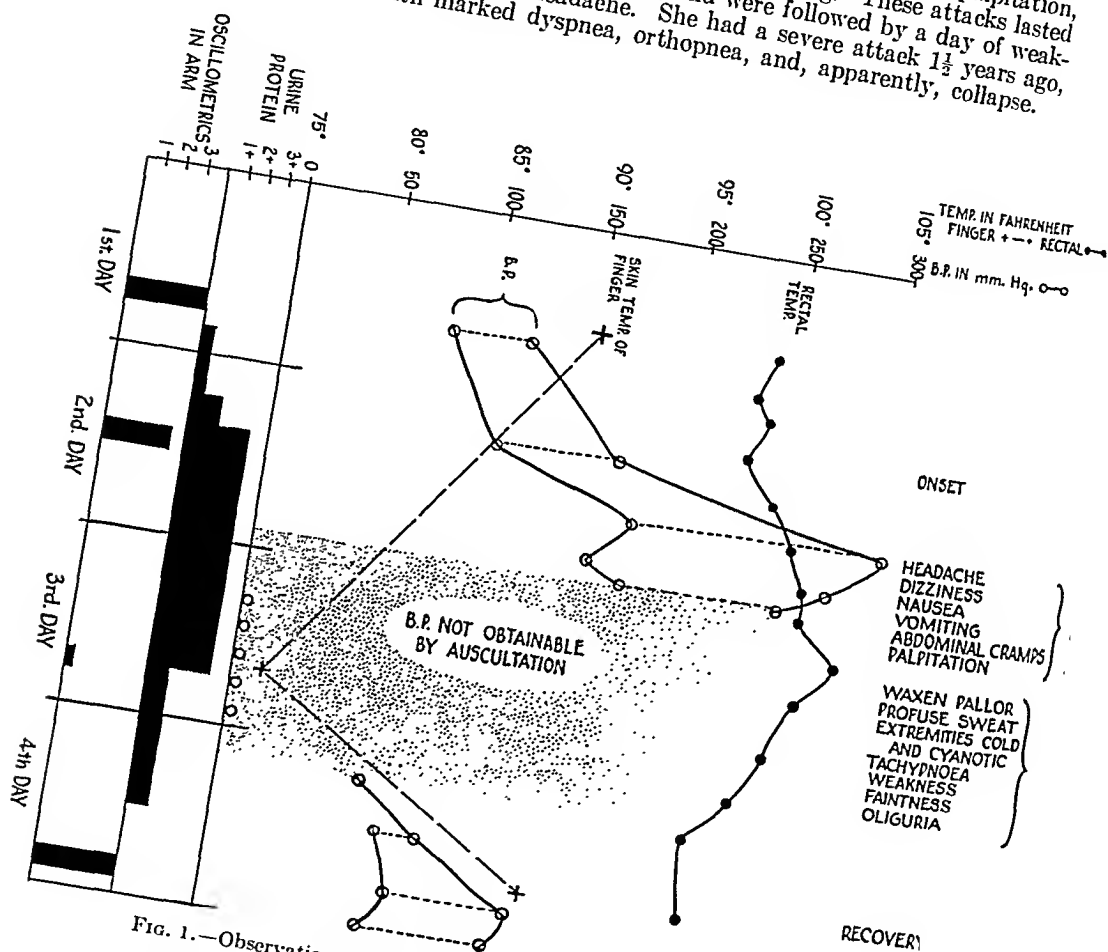 pitation,
These attacks lasted
were followed by a day of weak-
She had a severe attack 1½ years ago,
marked dyspnea, orthopnea, and, apparently, collapse.
TEMP. IN FAHRENHEIT
FINGER +—+ RECTAL
B.P. IN mm. Hg.
75° 80° 85° 90° 95° 100° 105°
0 50 100 150 200 250 300
URINE
PROTEIN
1+ 2+ 3+
OSCILLOMETRICS
IN ARM
1 2 3
B.P.
SKIN TEMP. OF
FINGER
RECTAL
TEMP.
1st. DAY
2nd. DAY
3rd. DAY
4th DAY
B.P. NOT OBTAINABLE
BY AUSCULTATION
ONSET
HEADACHE
DIZZINESS
NAUSEA
VOMITING
ABDOMINAL CRAMPS
PALPITATION
WAXEN PALLOR
PROFUSE SWEAT
EXTREMITIES COLD
AND CYANOTIC
TACHYPNOEA
WEAKNESS
FAINTNESS
OLIGURIA
RECOVERY
FIG. 1.—Observatio